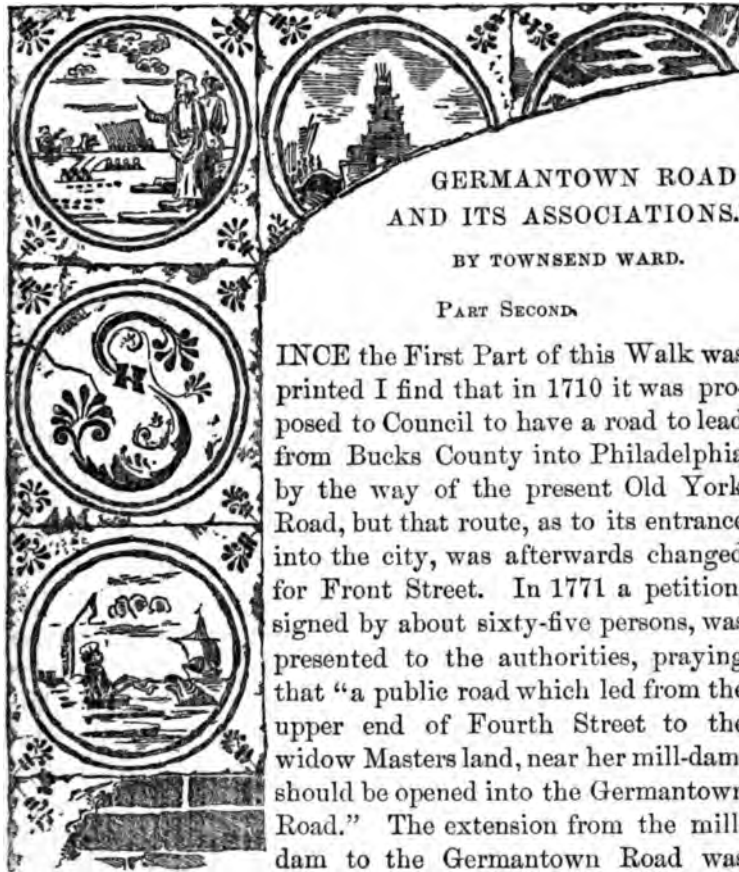 GERMANTOWN ROAD
AND ITS ASSOCIATIONS.
BY TOWNSEND WARD.
PART SECOND.
SINCE the First Part of this Walk was
printed I find that in 1710 it was pro-
posed to Council to have a road to lead
from Bucks County into Philadelphia
by the way of the present Old York
Road, but that route, as to its entrance
into the city, was afterwards changed
for Front Street. In 1771 a petition
signed by about sixty-five persons, was
presented to the authorities, praying
that "a public road which led from the
upper end of Fourth Street to the
widow Masters land, near her mill-dam
should be opened into the Germantown
Road." The extension from the mill
dam to the Germantown Road was